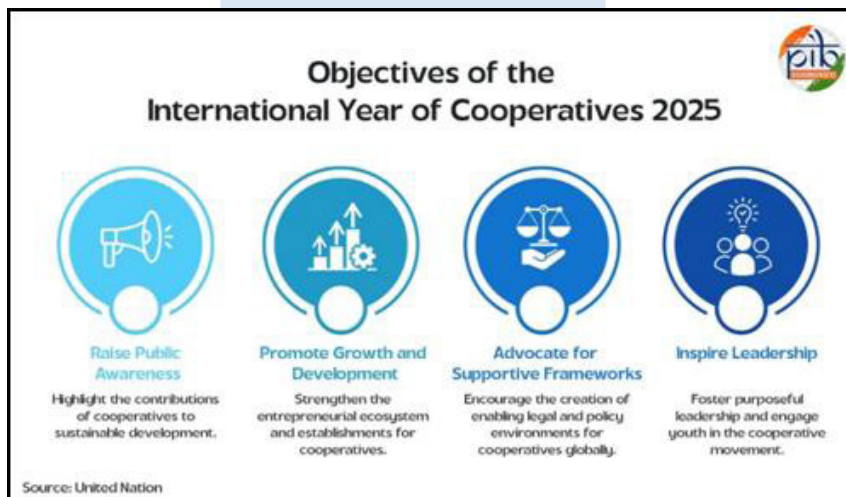 Objectives of the
International Year of Cooperatives 2025
pib
Raise Public
Awareness
Highlight the contributions
of cooperatives to
sustainable development.
Promote Growth and
Development
Strengthen the
entrepreneurial ecosystem
and establishments for
cooperatives.
Advocate for
Supportive Frameworks
Encourage the creation of
enabling legal and policy
environments for
cooperatives globally.
Inspire Leadership
Foster purposeful
leadership and engage
youth in the cooperative
movement.
Source: United Nation